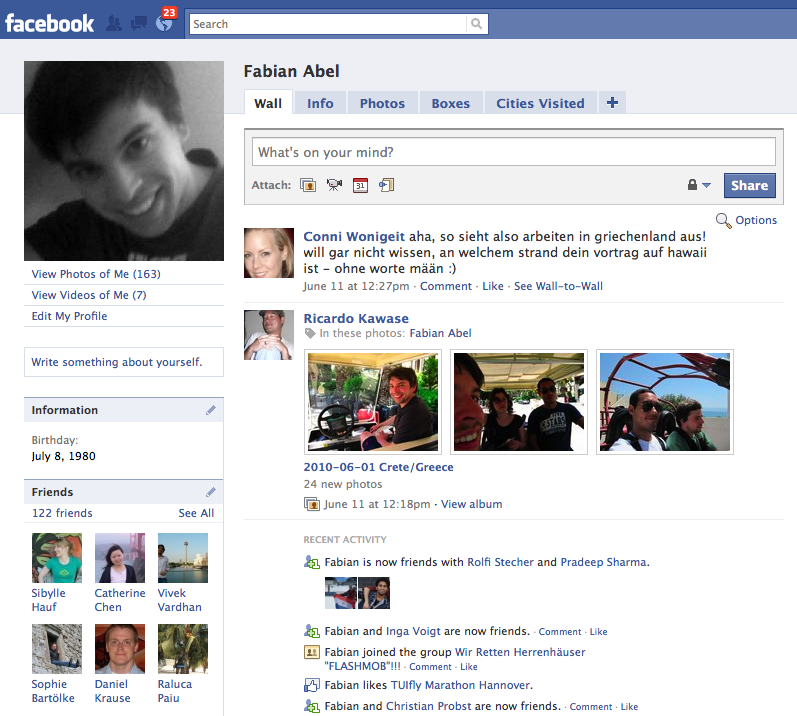 facebook
23
Search
Fabian Abel
Wall
Info
Photos
Boxes
Cities Visited
+
What's on your mind?
Attach:
31
Share
Options
View Photos of Me (163)
View Videos of Me (7)
Edit My Profile
Write something about yourself.
Information
Birthday:
July 8, 1980
Friends
122 friends
See All
Sibylle
Hauf
Catherine
Chen
Vivek
Vardhan
Sophie
Bartölke
Daniel
Krause
Raluca
Paiu
Conni Wonigeit aha, so sieht also arbeiten in griechenland aus!
will gar nicht wissen, an welchem strand dein vortrag auf hawaii
ist - ohne worte mään :)
June 11 at 12:27pm · Comment · Like · See Wall-to-Wall
Ricardo Kawase
In these photos: Fabian Abel
2010-06-01 Crete/Greece
24 new photos
June 11 at 12:18pm · View album
RECENT ACTIVITY
Fabian is now friends with Rolfi Stecher and Pradeep Sharma.
Fabian and Inga Voigt are now friends. · Comment · Like
Fabian joined the group Wir Retten Herrenhäuser
"FLASHMOB"!!! · Comment · Like
Fabian likes TUIfly Marathon Hannover.
Fabian and Christian Probst are now friends. · Comment · Like